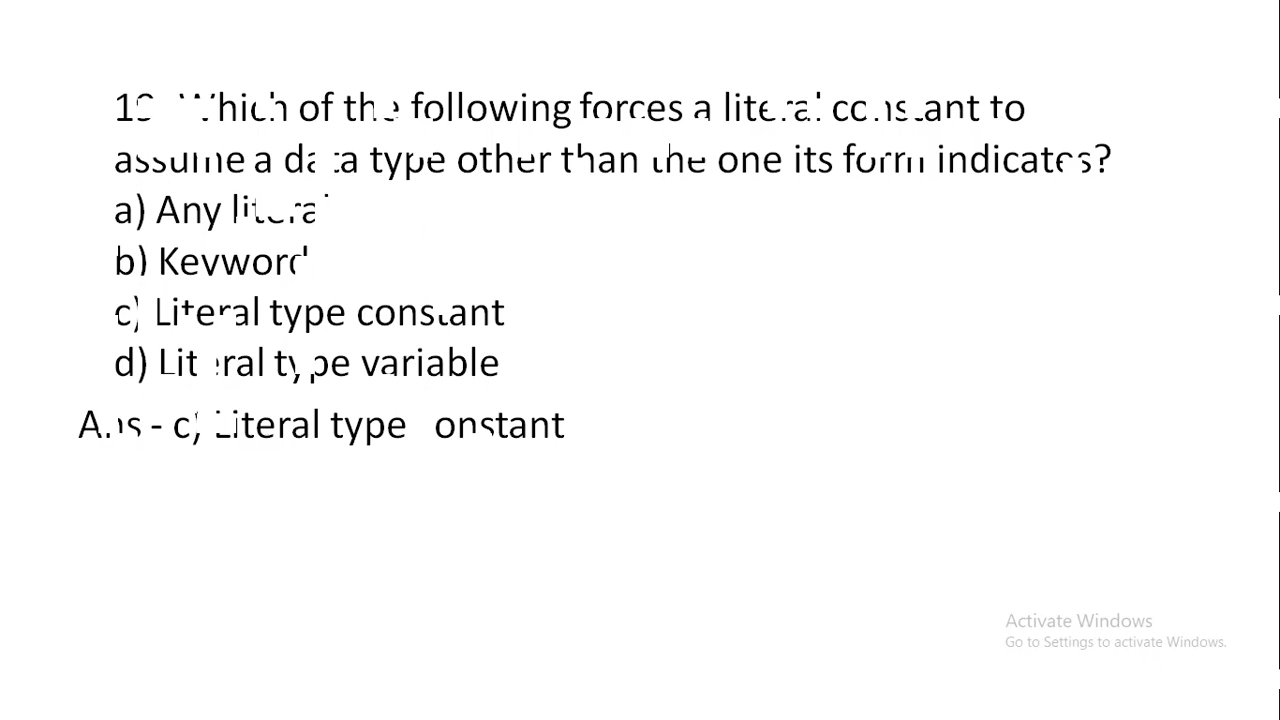 Which of the following forces a literal constant to
assume a data type other than the one its form indicates?
a) Any literal
b) Keyword
c) Literal type constant
d) Literal type variable
Ans - c) Literal type constant
Activate Windows
Go to Settings to activate Windows.